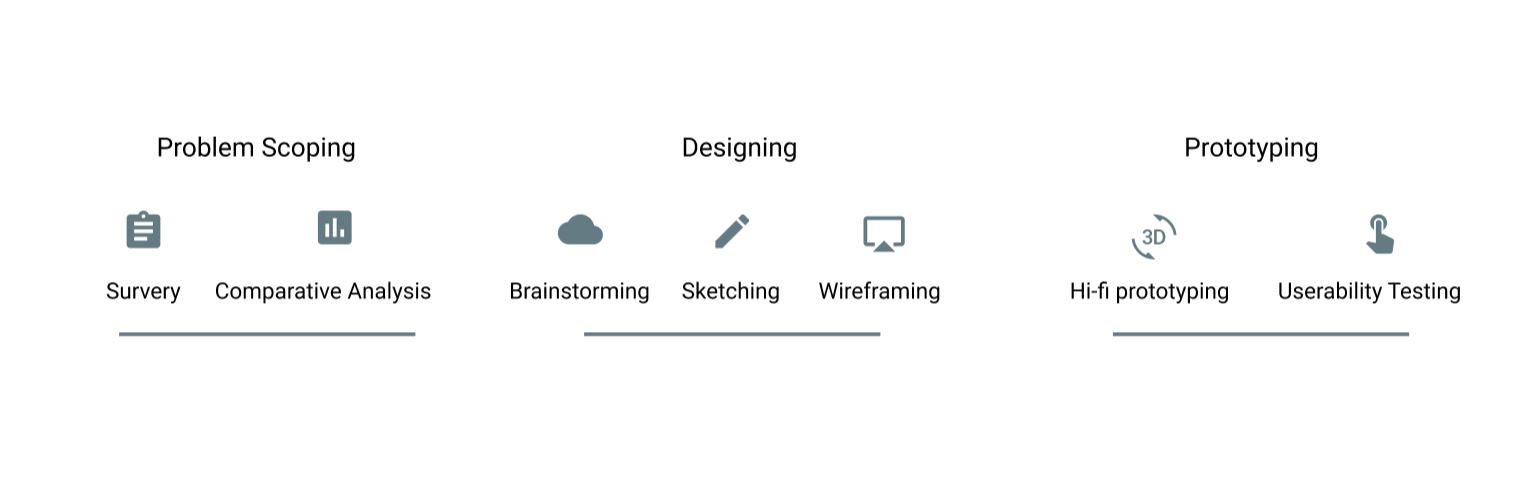 Problem Scoping
Designing
Prototyping
3D
Survery
Comparative Analysis
Brainstorming
Sketching
Wireframing
Hi-fi prototyping
Userability Testing